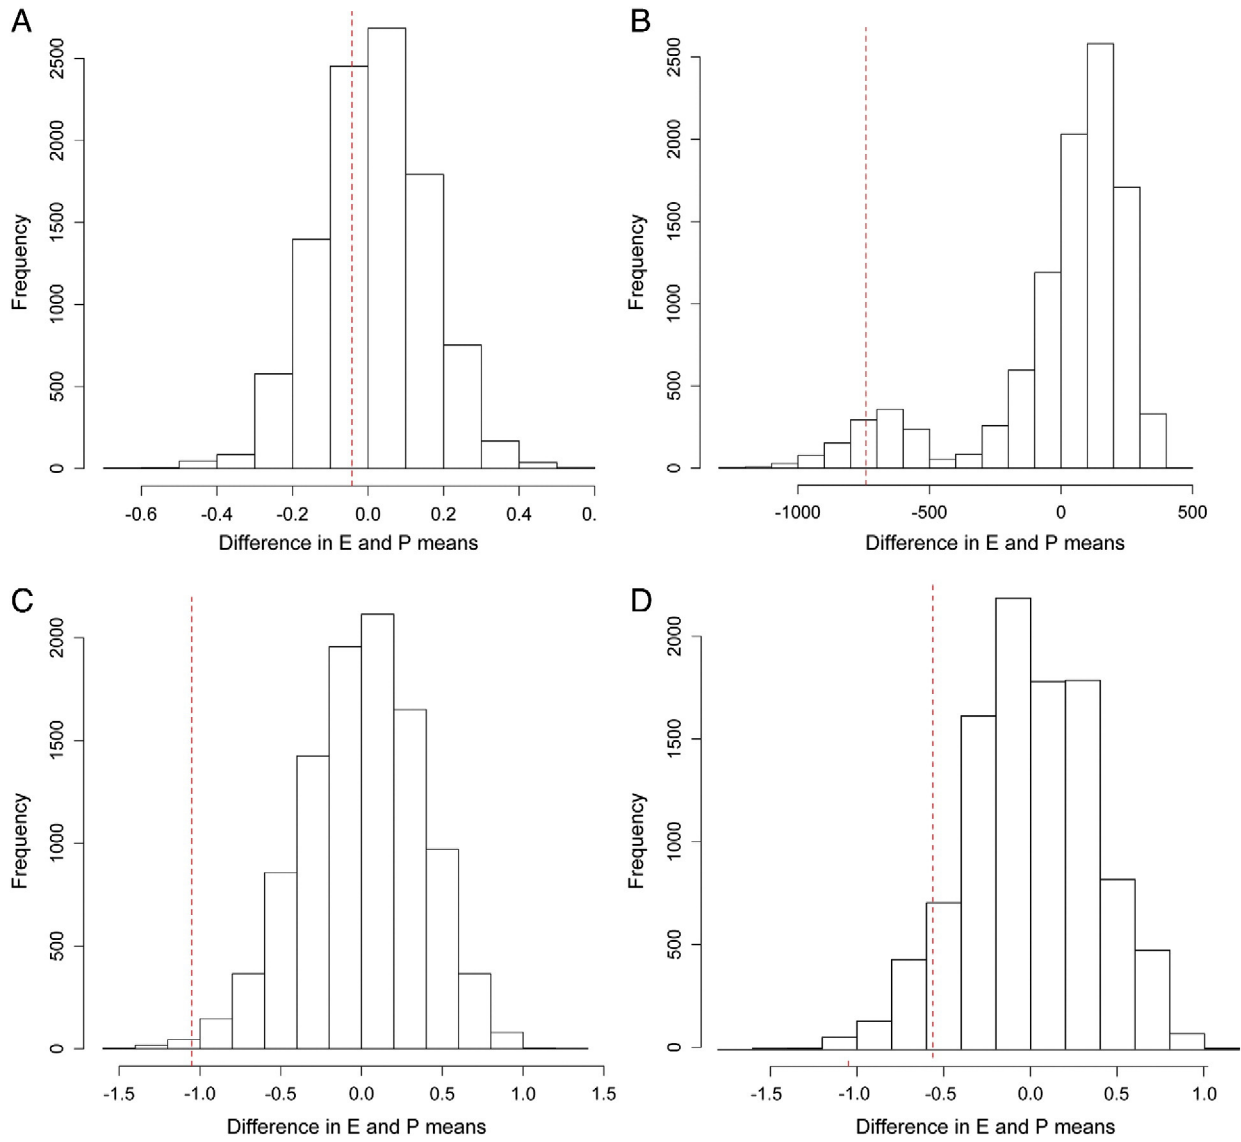 A
2500
2000
1500
1000
500
0
Frequency
-0.6 -0.4 -0.2 0.0 0.2 0.4 0.
Difference in E and P means
B
2500
2000
1500
1000
500
0
Frequency
-1000 -500 0 500
Difference in E and P means
C
2000
1500
1000
500
0
Frequency
-1.5 -1.0 -0.5 0.0 0.5 1.0 1.5
Difference in E and P means
D
2000
1500
1000
500
0
Frequency
-1.5 -1.0 -0.5 0.0 0.5 1.0
Difference in E and P means